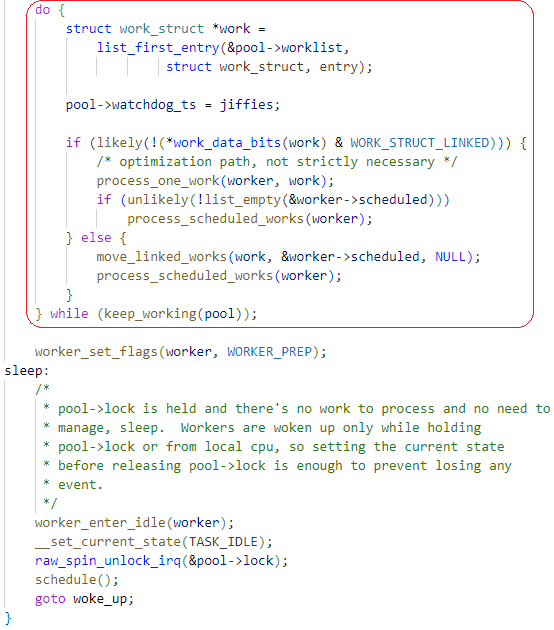 do {
struct work_struct *work =
list_first_entry(&pool->worklist,
struct work_struct, entry);
pool->watchdog_ts = jiffies;
if (likely(!(*work_data_bits(work) & WORK_STRUCT_LINKED))) {
/* optimization path, not strictly necessary */
process_one_work(worker, work);
if (unlikely(!list_empty(&worker->scheduled)))
process_scheduled_works(worker);
} else {
move_linked_works(work, &worker->scheduled, NULL);
process_scheduled_works(worker);
}
} while (keep_working(pool));
worker_set_flags(worker, WORKER_PREP);
sleep:
/*
* pool->lock is held and there's no work to process and no need to
* manage, sleep.  Workers are woken up only while holding
* pool->lock or from local cpu, so setting the current state
* before releasing pool->lock is enough to prevent losing any
* event.
*/
worker_enter_idle(worker);
__set_current_state(TASK_IDLE);
raw_spin_unlock_irq(&pool->lock);
schedule();
goto woke_up;
}